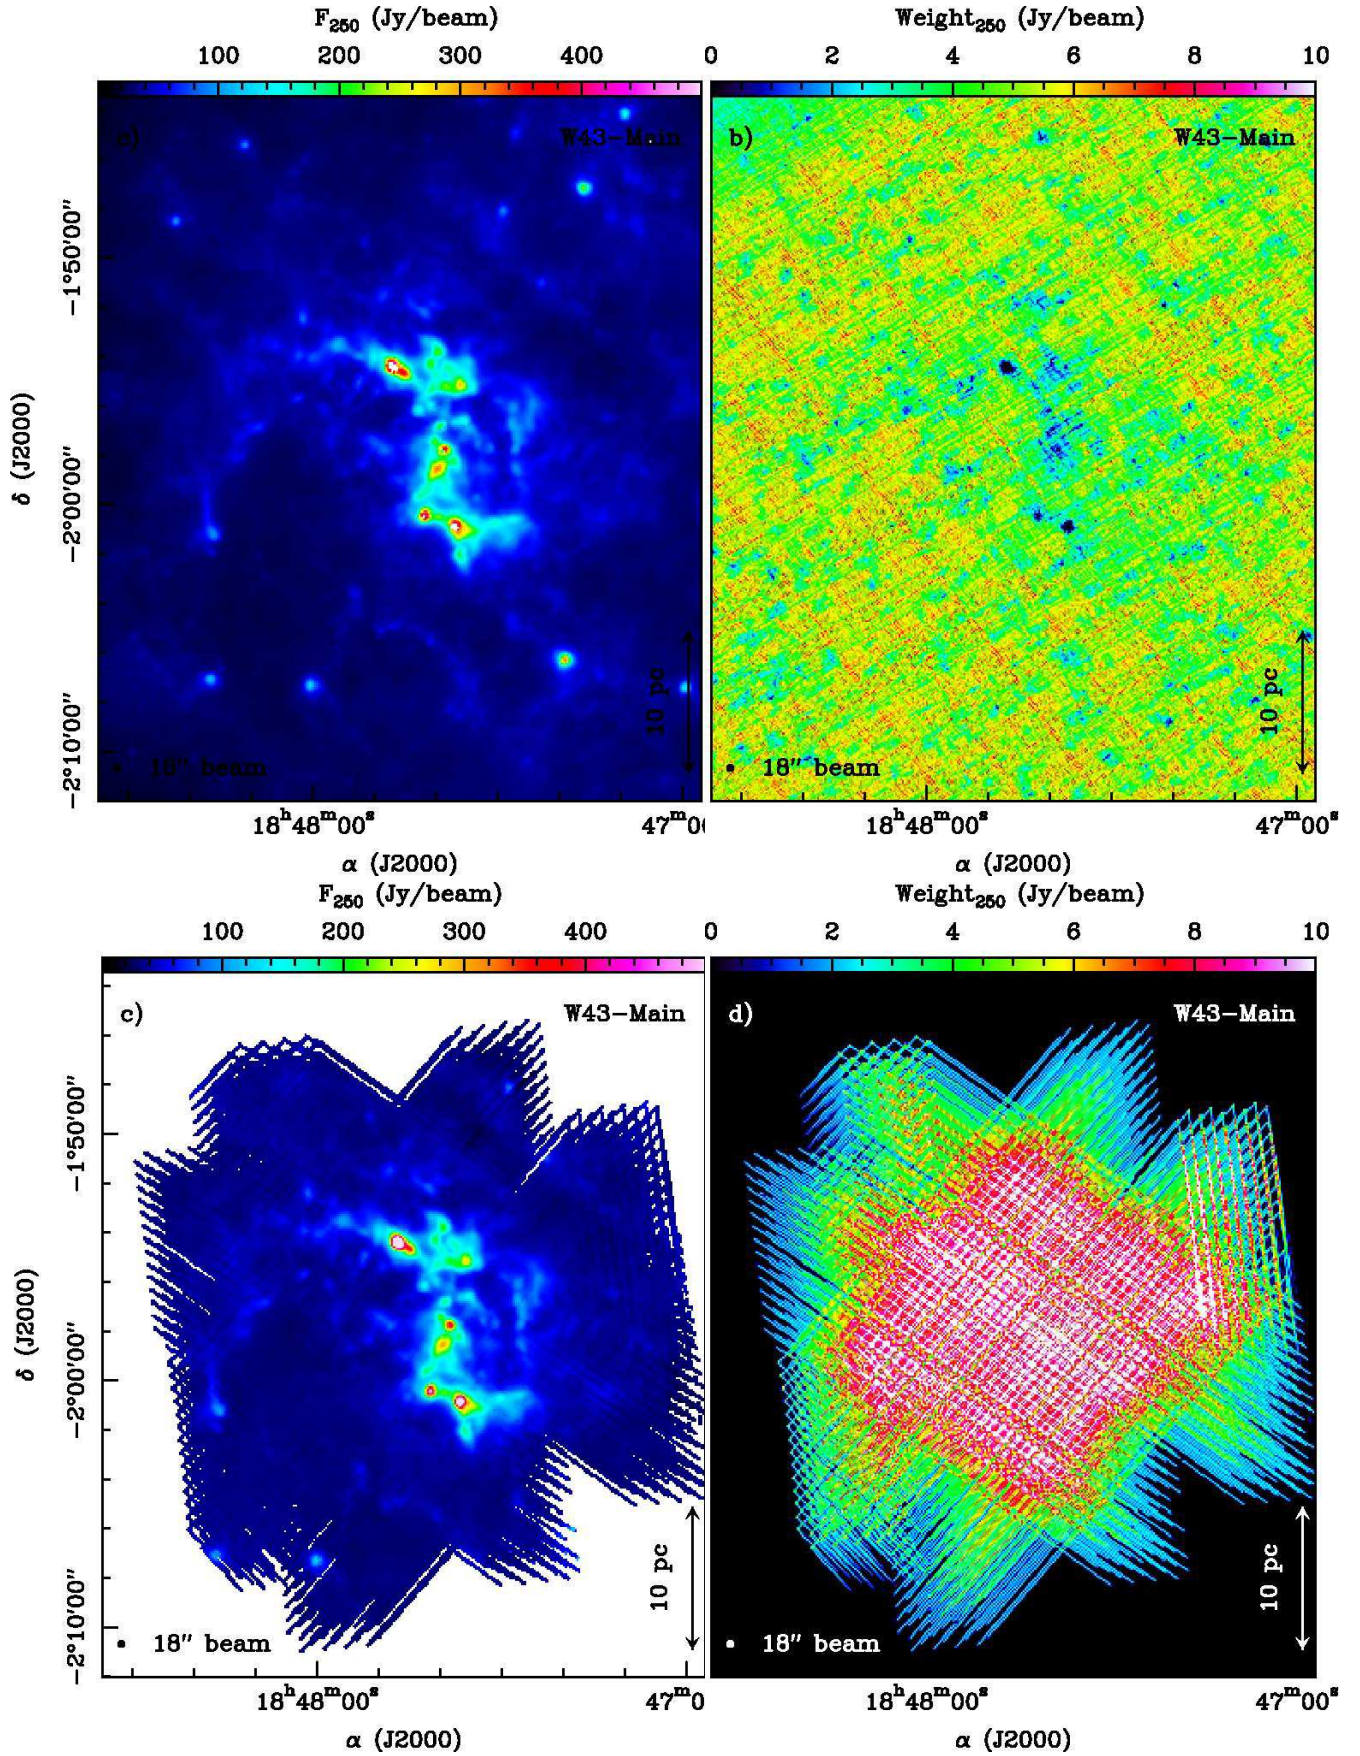 F250 (Jy/beam)
100 200 300 400
Weight250 (Jy/beam)
0 2 4 6 8 10
W43−Main
b) W43−Main
δ (J2000)
−1°50′00″
−2°00′00″
−2°10′00″
10 pc
18″ beam
10 pc
18″ beam
18h48m00s 47m0
α (J2000)
18h48m00s 47m00s
α (J2000)
F250 (Jy/beam)
100 200 300 400
Weight250 (Jy/beam)
0 2 4 6 8 10
c) W43−Main
d) W43−Main
δ (J2000)
−1°50′00″
−2°00′00″
−2°10′00″
10 pc
18″ beam
10 pc
18″ beam
18h48m00s 47m0
α (J2000)
18h48m00s 47m00s
α (J2000)